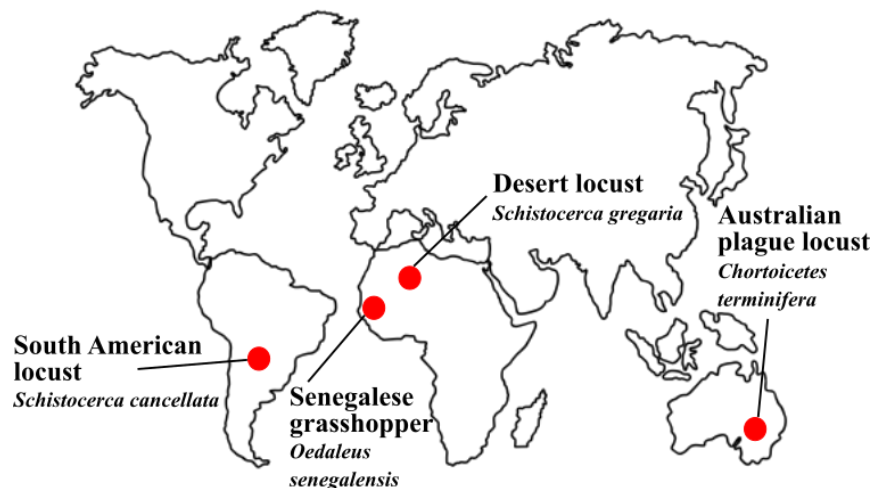 Desert locust
Schistocerca gregaria
Australian
plague locust
Chortoicetes
terminifera
South American
locust
Schistocerca cancellata
Senegalese
grasshopper
Oedaleus
senegalensis